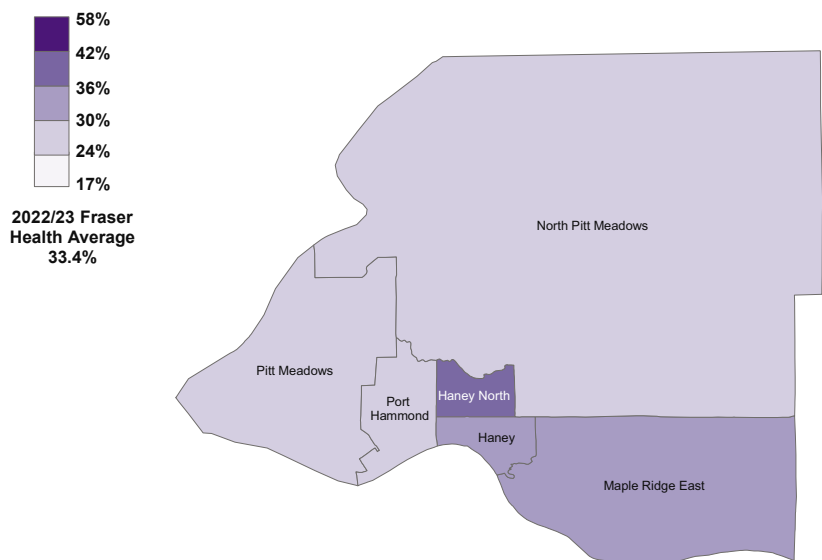 58%
42%
36%
30%
24%
17%
2022/23 Fraser
Health Average
33.4%
North Pitt Meadows
Pitt Meadows
Port
Hammond
Haney North
Haney
Maple Ridge East